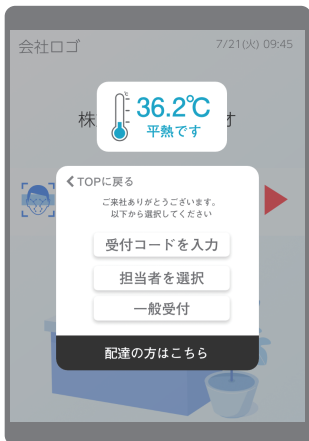 会社ロゴ
7/21(火) 09:45
℃
36.2℃
平熱です
株
オ
TOPに戻る
ご来社ありがとうございます。
以下から選択してください
受付コードを入力
担当者を選択
一般受付
配達の方はこちら